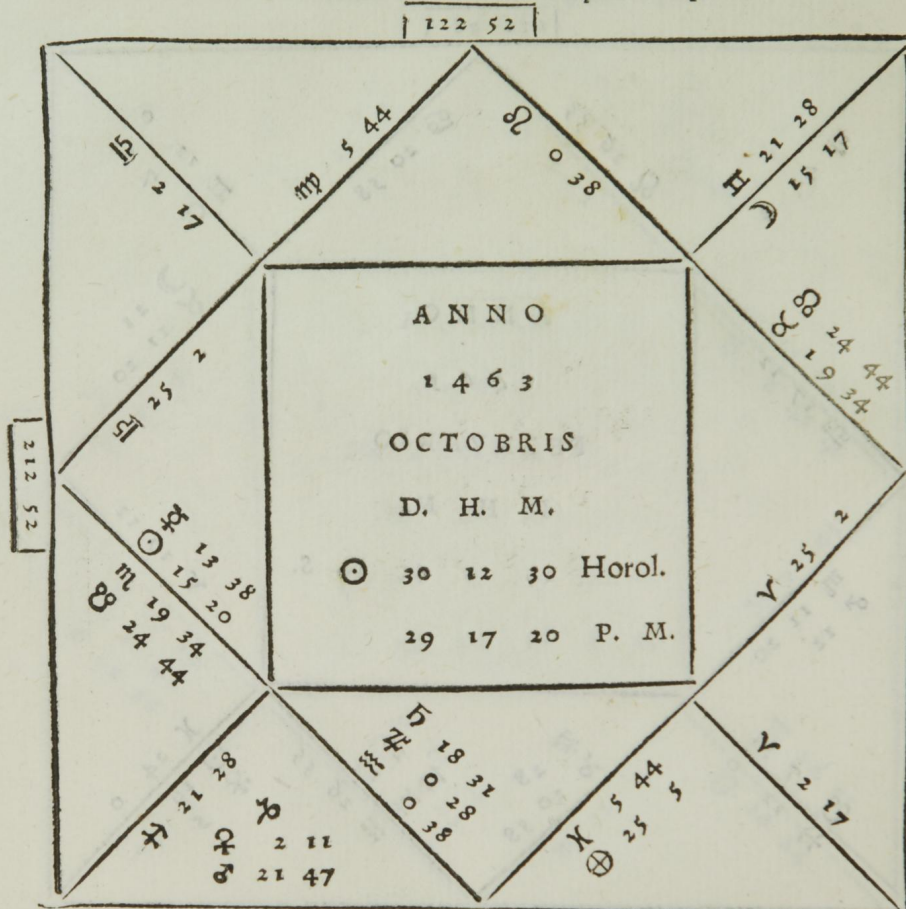 122 52
♎ 2 17
♍ 5 44
♌ 0 38
♊ 21 28
☽ 15 17
☊ 24 44
♉ 19 34
♎ 25 2
212 52
ANNO
1463
OCTOBRIS
D. H. M.
☉ 30 12 30 Horol.
29 17 20 P. M.
☿ 13 38
☉ 15 20
♏ 19 34
☋ 24 44
♈ 25 2
♐ 21 28
♑
♀ 2 11
♂ 21 47
♄ 18 31
♃ 0 28
♒ 0 38
♓ 5 44
⊗ 25 5
♈ 2 17